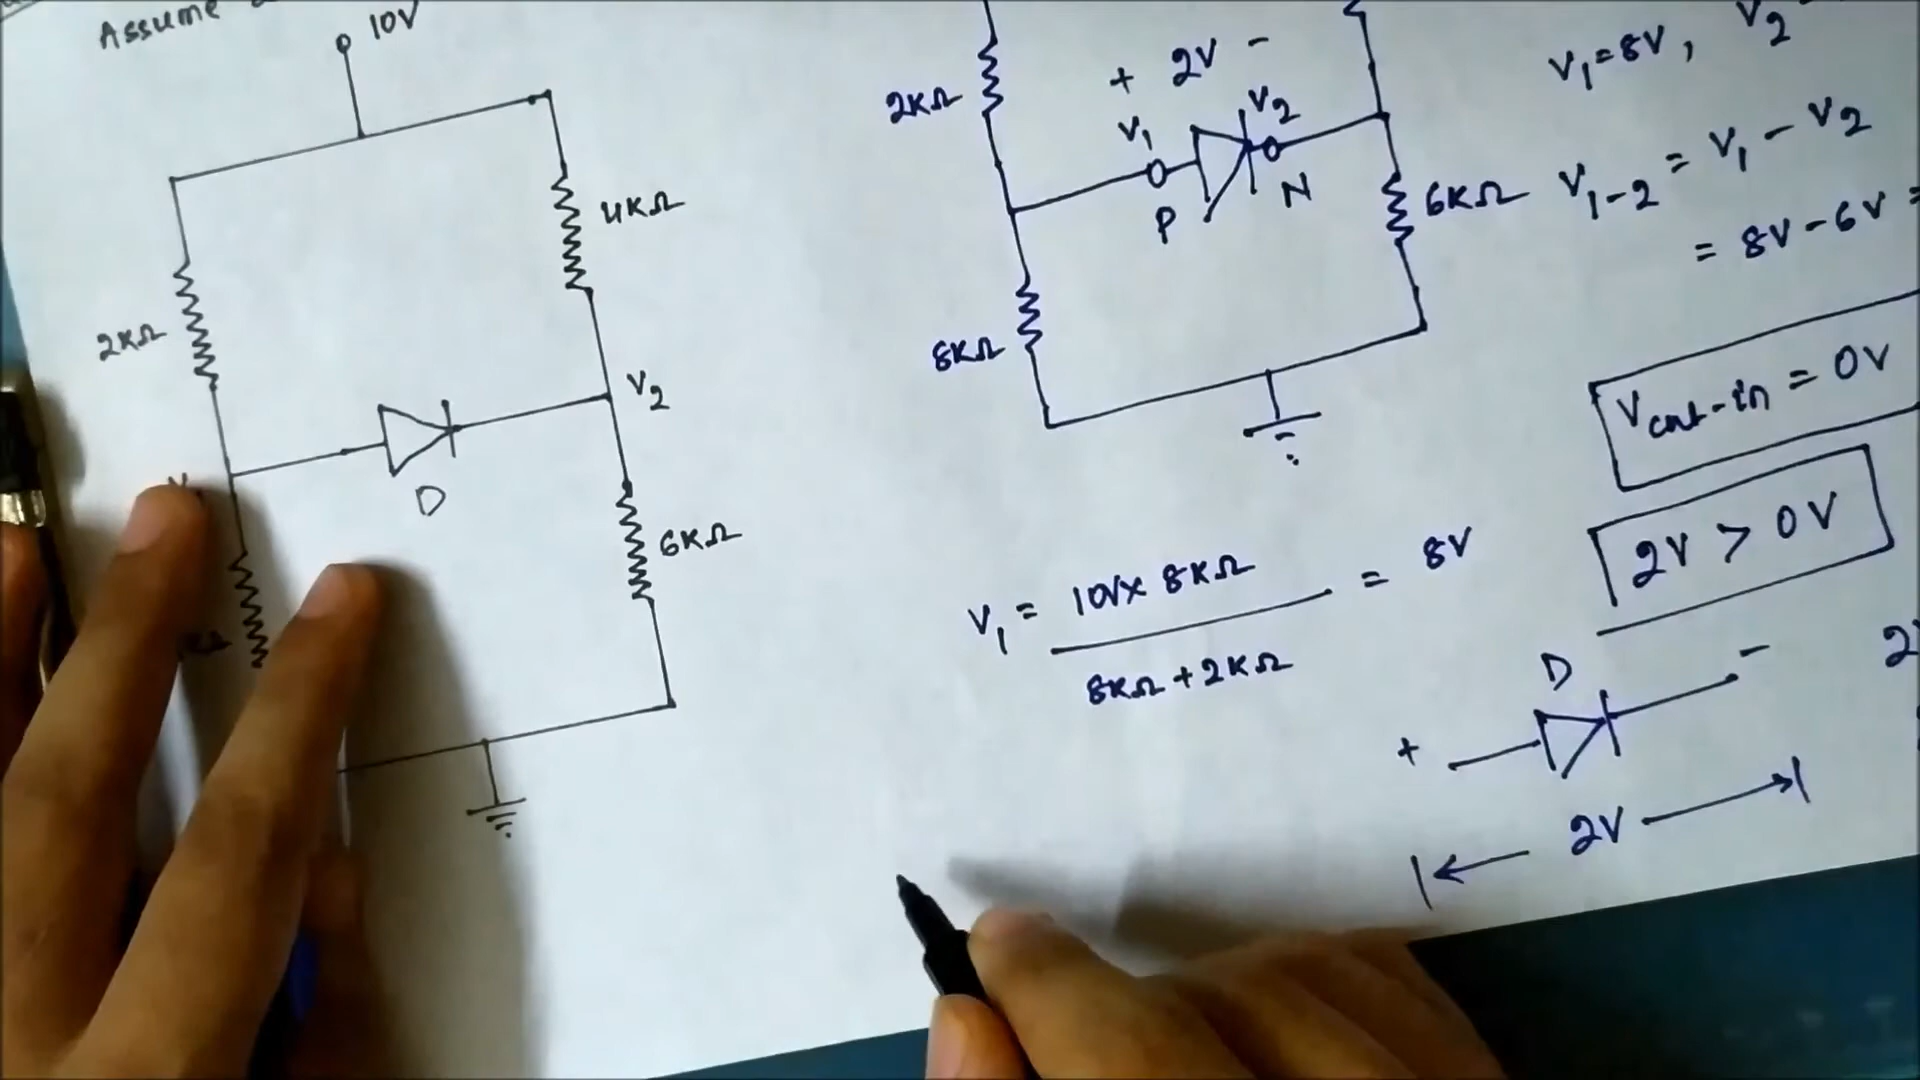 Assume
10V
4KΩ
2KΩ
V2
D
6KΩ
2KΩ
+ 2V -
V1
V2
P
N
6KΩ
8KΩ
V1=8V, V2
V1-2 = V1 - V2
= 8V - 6V =
Vcut-in = 0V
2V > 0V
V1 = 10V x 8KΩ = 8V
8KΩ + 2KΩ
D
+
-
2V